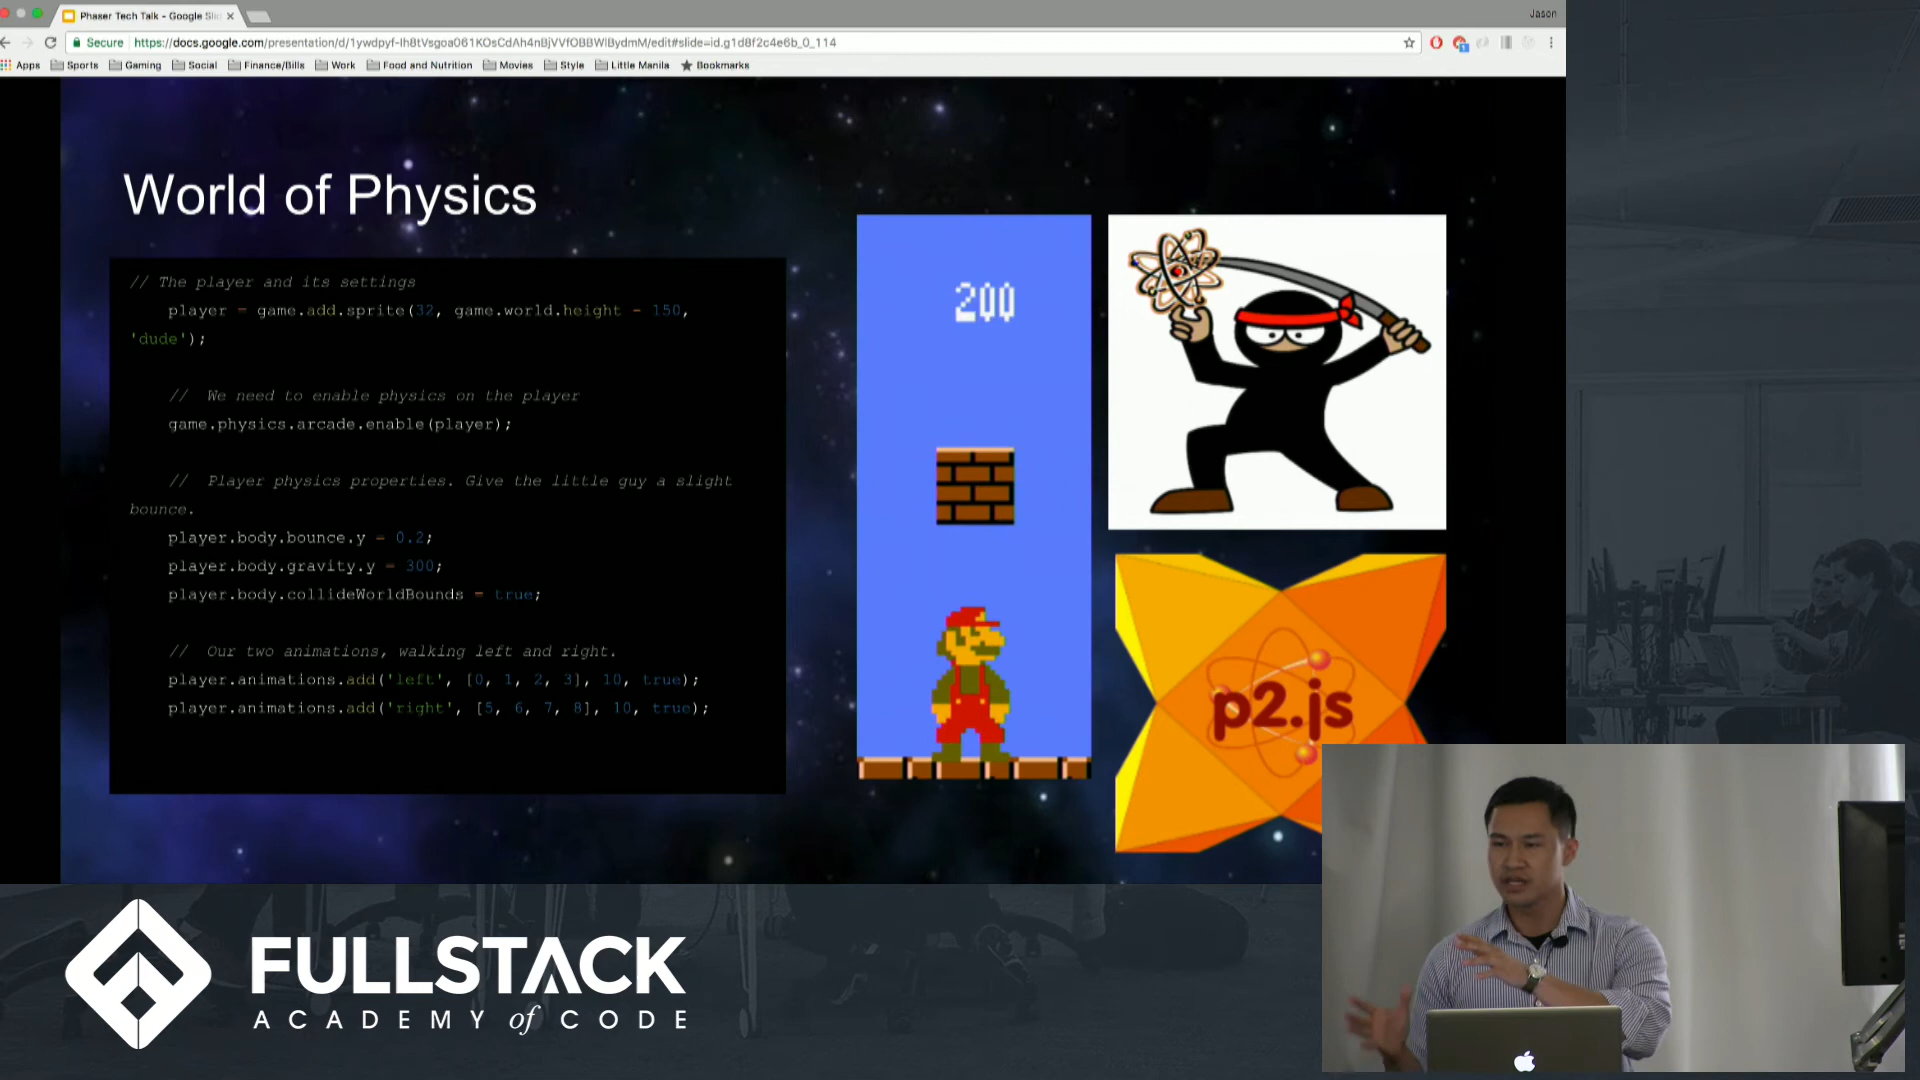 Phaser Tech Talk - Google Sli
Jason
Secure
https://docs.google.com/presentation/d/1ywdpyf-lh8tVsgoa061KOsCdAh4nBjVVfOBBWlBydmM/edit#slide=id.g1d8f2c4e6b_0_114
Apps Sports Gaming Social Finance/Bills Work Food and Nutrition Movies Style Little Manila Bookmarks
World of Physics
// The player and its settings
player = game.add.sprite(32, game.world.height - 150,
'dude');
// We need to enable physics on the player
game.physics.arcade.enable(player);
// Player physics properties. Give the little guy a slight
bounce.
player.body.bounce.y = 0.2;
player.body.gravity.y = 300;
player.body.collideWorldBounds = true;
// Our two animations, walking left and right.
player.animations.add('left', [0, 1, 2, 3], 10, true);
player.animations.add('right', [5, 6, 7, 8], 10, true);
200
p2.js
FULLSTACK
ACADEMY of CODE